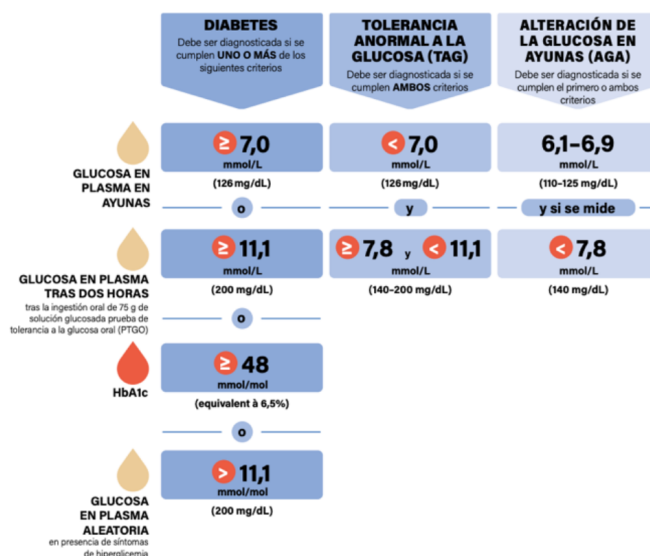 DIABETES
Debe ser diagnosticada si se
cumplen UNO O MÁS de los
siguientes criterios
TOLERANCIA
ANORMAL A LA
GLUCOSA (TAG)
Debe ser diagnosticada si se
cumplen AMBOS criterios
ALTERACIÓN DE
LA GLUCOSA EN
AYUNAS (AGA)
Debe ser diagnosticada si se
cumplen el primero o ambos
criterios
GLUCOSA EN
PLASMA EN
AYUNAS
≥ 7,0
mmol/L
(126 mg/dL)
< 7,0
mmol/L
(126 mg/dL)
6,1–6,9
mmol/L
(110–125 mg/dL)
o
y
y si se mide
GLUCOSA EN PLASMA
TRAS DOS HORAS
tras la ingestión oral de 75 g de
solución glucosada prueba de
tolerancia a la glucosa oral (PTGO)
≥ 11,1
mmol/L
(200 mg/dL)
≥ 7,8 y < 11,1
mmol/L
(140–200 mg/dL)
< 7,8
mmol/L
(140 mg/dL)
o
HbA1c
≥ 48
mmol/mol
(equivalent à 6,5%)
o
GLUCOSA
EN PLASMA
ALEATORIA
en presencia de síntomas
de hiperglicemia
> 11,1
mmol/mol
(200 mg/dL)